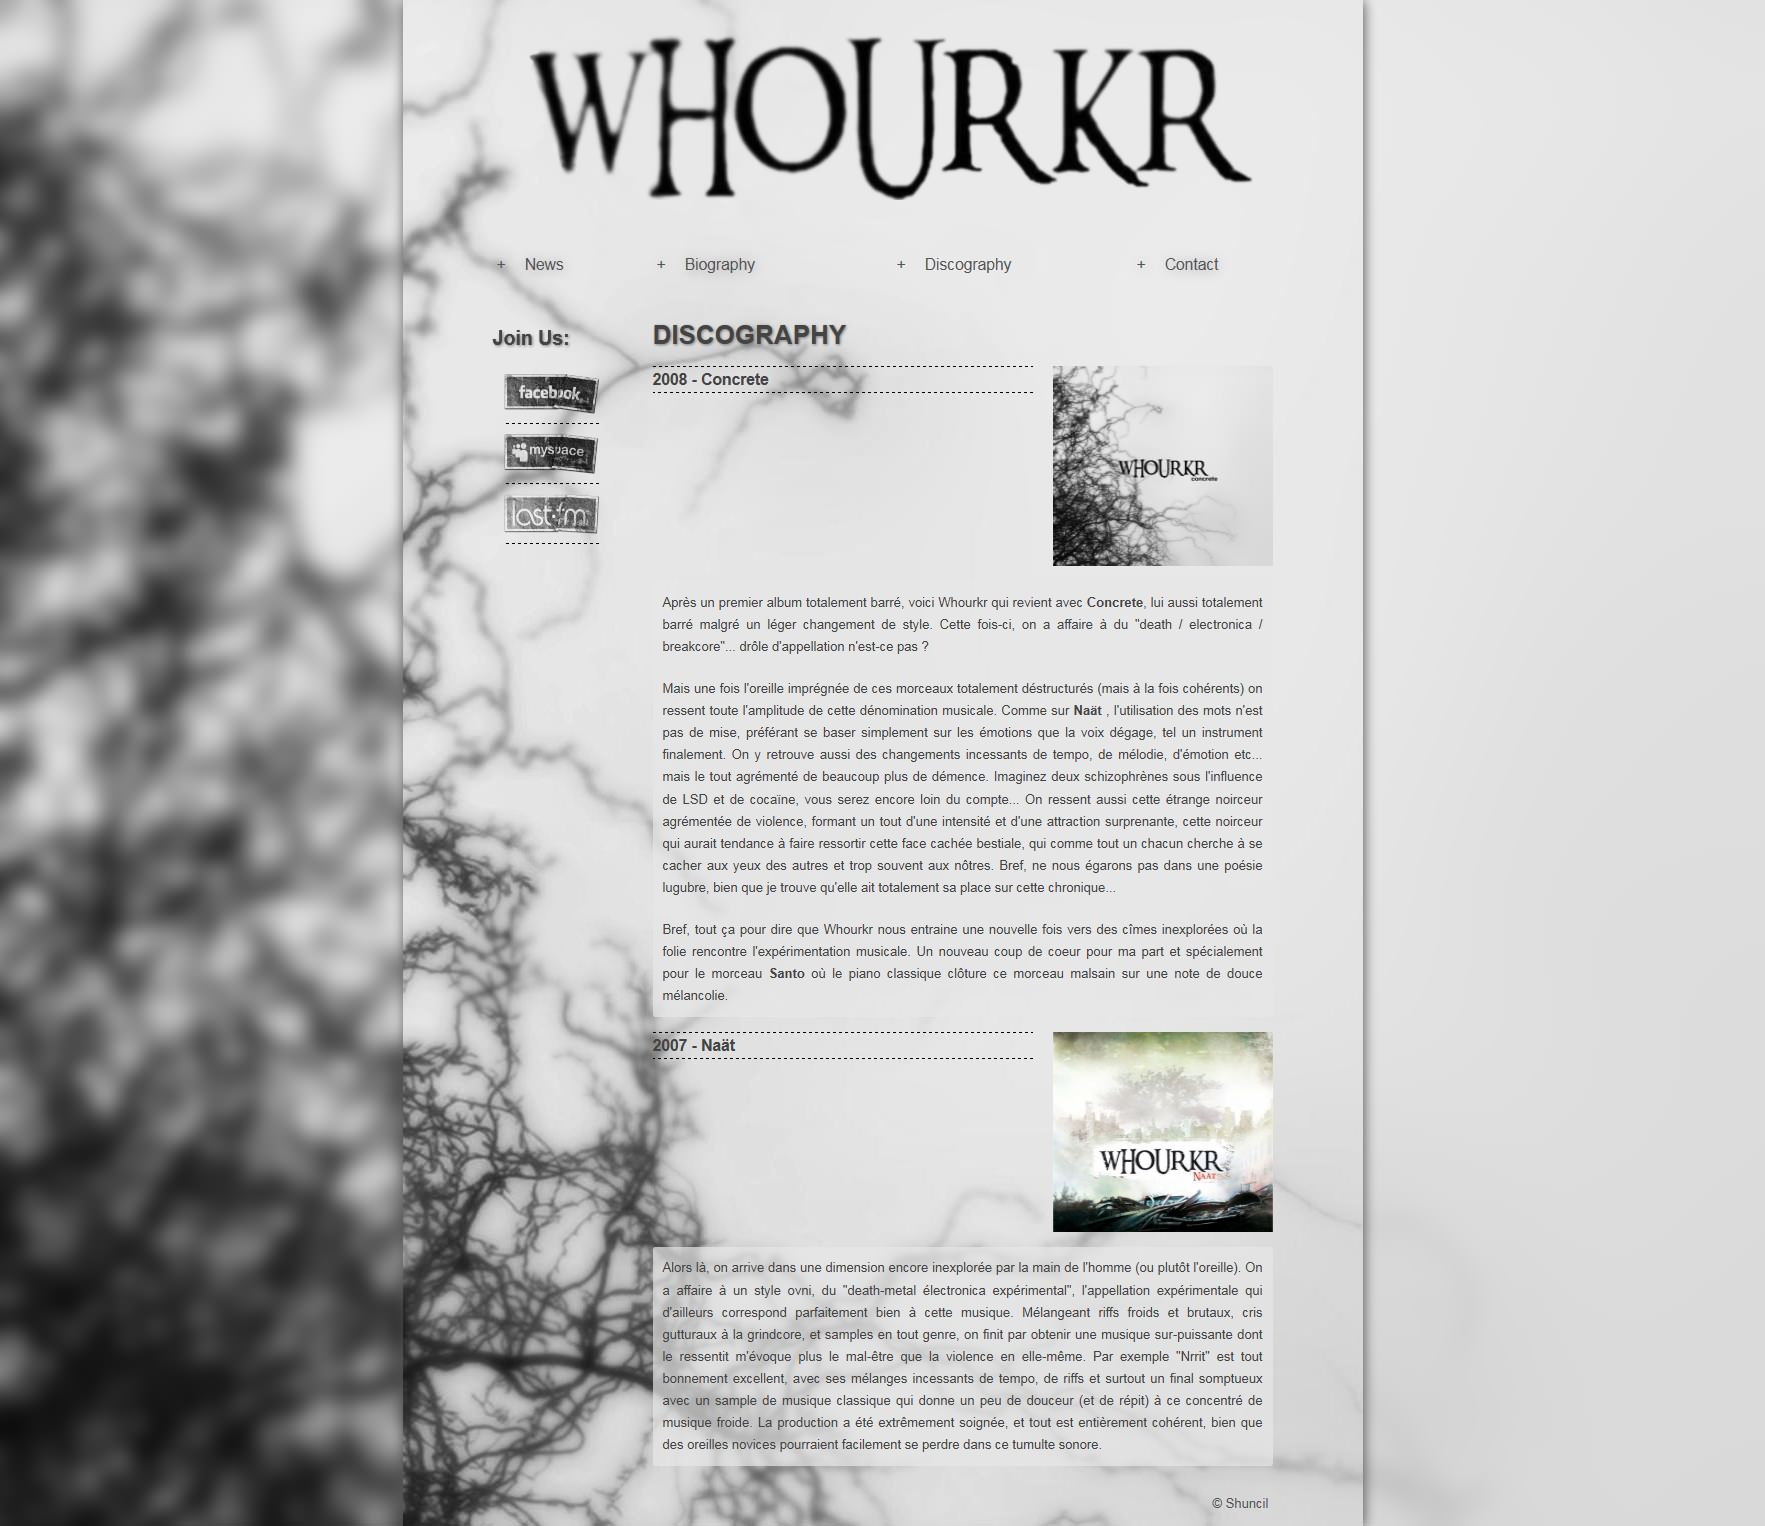 WHOURKR
+ News
+ Biography
+ Discography
+ Contact
Join Us:
facebook
myspace
last.fm
DISCOGRAPHY
2008 - Concrete
WHOURKR
concrete
Après un premier album totalement barré, voici Whourkr qui revient avec Concrete, lui aussi totalement
barré malgré un léger changement de style. Cette fois-ci, on a affaire à du "death / electronica /
breakcore"... drôle d'appellation n'est-ce pas ?
Mais une fois l'oreille imprégnée de ces morceaux totalement déstructurés (mais à la fois cohérents) on
ressent toute l'amplitude de cette dénomination musicale. Comme sur Naät , l'utilisation des mots n'est
pas de mise, préférant se baser simplement sur les émotions que la voix dégage, tel un instrument
finalement. On y retrouve aussi des changements incessants de tempo, de mélodie, d'émotion etc...
mais le tout agrémenté de beaucoup plus de démence. Imaginez deux schizophrènes sous l'influence
de LSD et de cocaïne, vous serez encore loin du compte... On ressent aussi cette étrange noirceur
agrémentée de violence, formant un tout d'une intensité et d'une attraction surprenante, cette noirceur
qui aurait tendance à faire ressortir cette face cachée bestiale, qui comme tout un chacun cherche à se
cacher aux yeux des autres et trop souvent aux nôtres. Bref, ne nous égarons pas dans une poésie
lugubre, bien que je trouve qu'elle ait totalement sa place sur cette chronique...
Bref, tout ça pour dire que Whourkr nous entraine une nouvelle fois vers des cîmes inexplorées où la
folie rencontre l'expérimentation musicale. Un nouveau coup de coeur pour ma part et spécialement
pour le morceau Santo où le piano classique clôture ce morceau malsain sur une note de douce
mélancolie.
2007 - Naät
WHOURKR
NAAT
Alors là, on arrive dans une dimension encore inexplorée par la main de l'homme (ou plutôt l'oreille). On
a affaire à un style ovni, du "death-metal électronica expérimental", l'appellation expérimentale qui
d'ailleurs correspond parfaitement bien à cette musique. Mélangeant riffs froids et brutaux, cris
gutturaux à la grindcore, et samples en tout genre, on finit par obtenir une musique sur-puissante dont
le ressentit m'évoque plus le mal-être que la violence en elle-même. Par exemple "Nrrit" est tout
bonnement excellent, avec ses mélanges incessants de tempo, de riffs et surtout un final somptueux
avec un sample de musique classique qui donne un peu de douceur (et de répit) à ce concentré de
musique froide. La production a été extrêmement soignée, et tout est entièrement cohérent, bien que
des oreilles novices pourraient facilement se perdre dans ce tumulte sonore.
© Shuncil